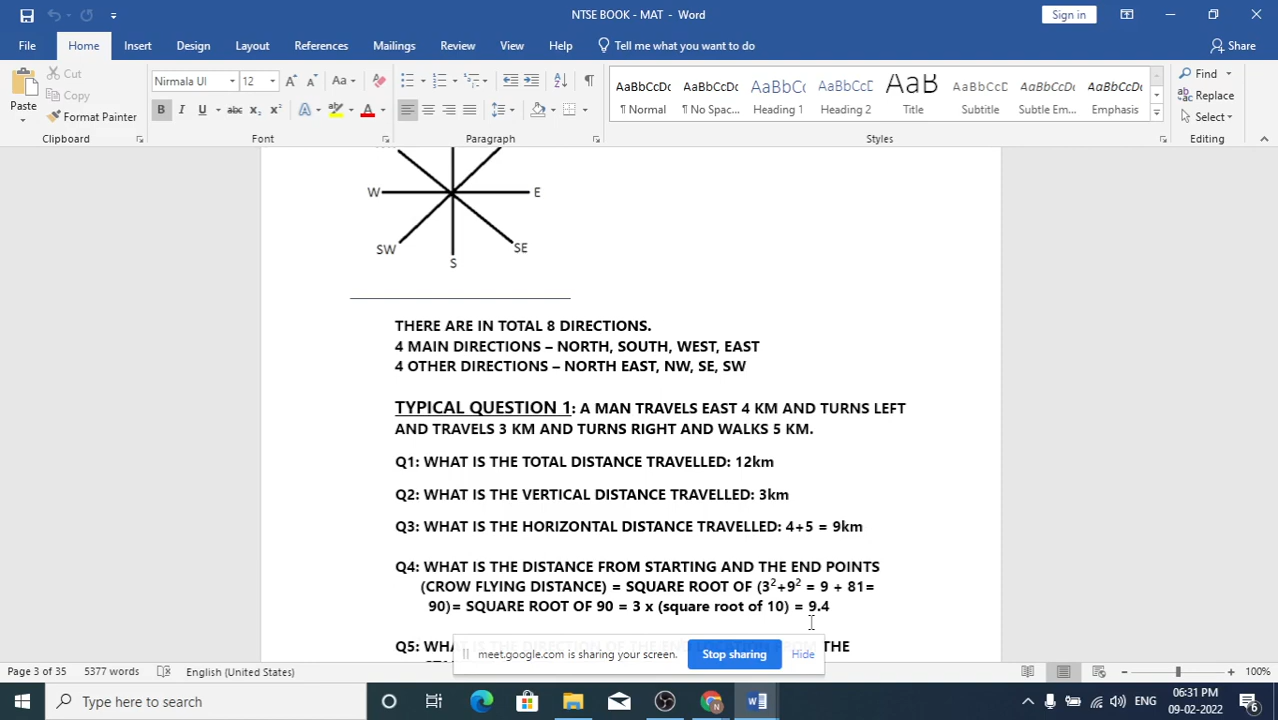 NTSE BOOK - MAT - Word
Sign in
File Home Insert Design Layout References Mailings Review View Help Tell me what you want to do Share
Paste
Cut
Copy
Format Painter
Nirmala UI 12
Aa
B I U abc x2 x2 A A
AaBbCcDc AaBbCcDc AaBbCc AaBbCcD AaB AaBbCcD AaBbCcDc AaBbCcDc
¶ Normal ¶ No Spac... Heading 1 Heading 2 Title Subtitle Subtle Em... Emphasis
Find
Replace
Select
Clipboard Font Paragraph Styles Editing
W E
SW SE
S
THERE ARE IN TOTAL 8 DIRECTIONS.
4 MAIN DIRECTIONS – NORTH, SOUTH, WEST, EAST
4 OTHER DIRECTIONS – NORTH EAST, NW, SE, SW
TYPICAL QUESTION 1: A MAN TRAVELS EAST 4 KM AND TURNS LEFT
AND TRAVELS 3 KM AND TURNS RIGHT AND WALKS 5 KM.
Q1: WHAT IS THE TOTAL DISTANCE TRAVELLED: 12km
Q2: WHAT IS THE VERTICAL DISTANCE TRAVELLED: 3km
Q3: WHAT IS THE HORIZONTAL DISTANCE TRAVELLED: 4+5 = 9km
Q4: WHAT IS THE DISTANCE FROM STARTING AND THE END POINTS
(CROW FLYING DISTANCE) = SQUARE ROOT OF (3²+9² = 9 + 81=
90)= SQUARE ROOT OF 90 = 3 x (square root of 10) = 9.4
Q5: THE
meet.google.com is sharing your screen. Stop sharing Hide
Page 3 of 35 5377 words English (United States) 100%
Type here to search
ENG
06:31 PM
09-02-2022
6